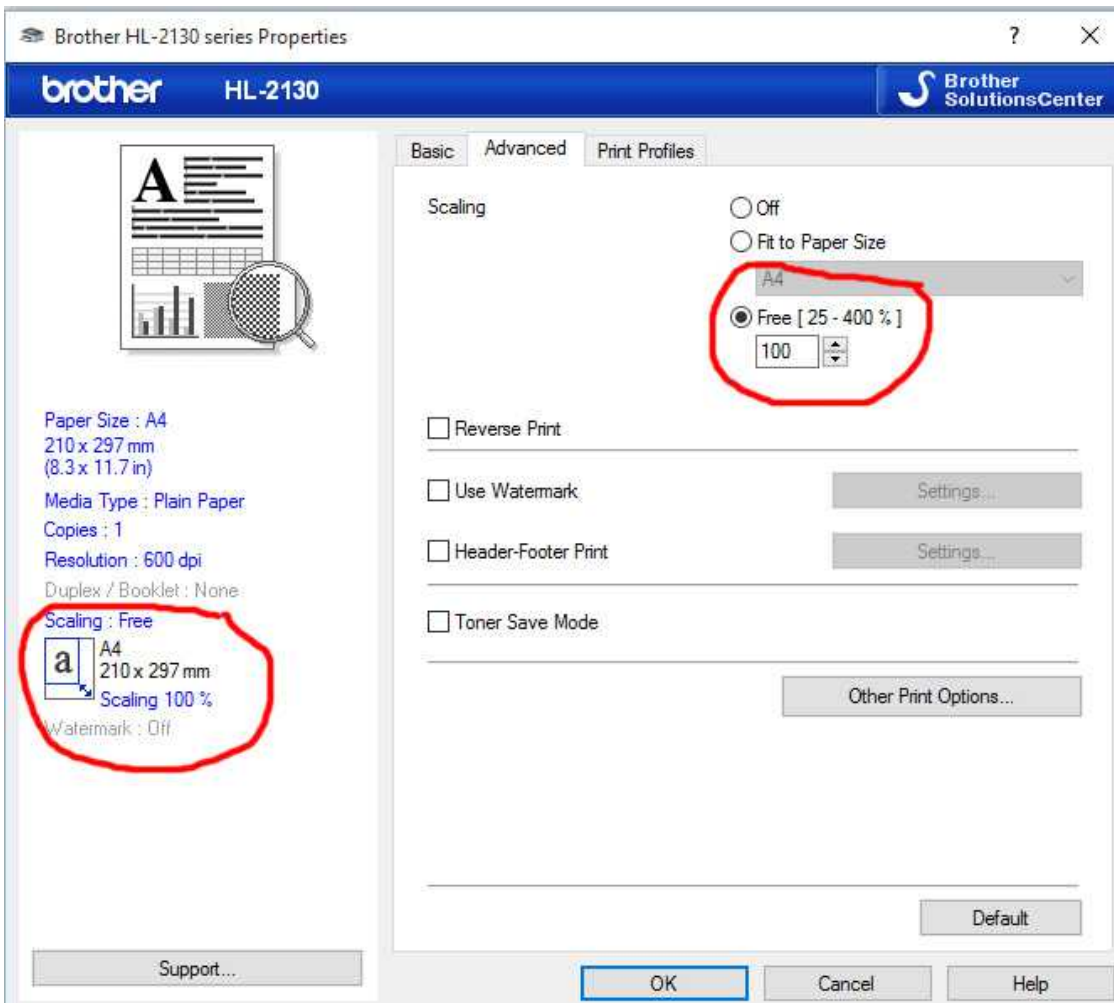 Brother HL-2130 series Properties
?
brother HL-2130
Brother
SolutionsCenter
A
Paper Size : A4
210 x 297 mm
(8.3 x 11.7 in)
Media Type : Plain Paper
Copies : 1
Resolution : 600 dpi
Duplex / Booklet : None
Scaling : Free
a
A4
210 x 297 mm
Scaling 100 %
Watermark : Off
Support...
Basic Advanced Print Profiles
Scaling
Off
Fit to Paper Size
A4
Free [ 25 - 400 % ]
100
Reverse Print
Use Watermark Settings...
Header-Footer Print Settings...
Toner Save Mode
Other Print Options...
Default
OK Cancel Help